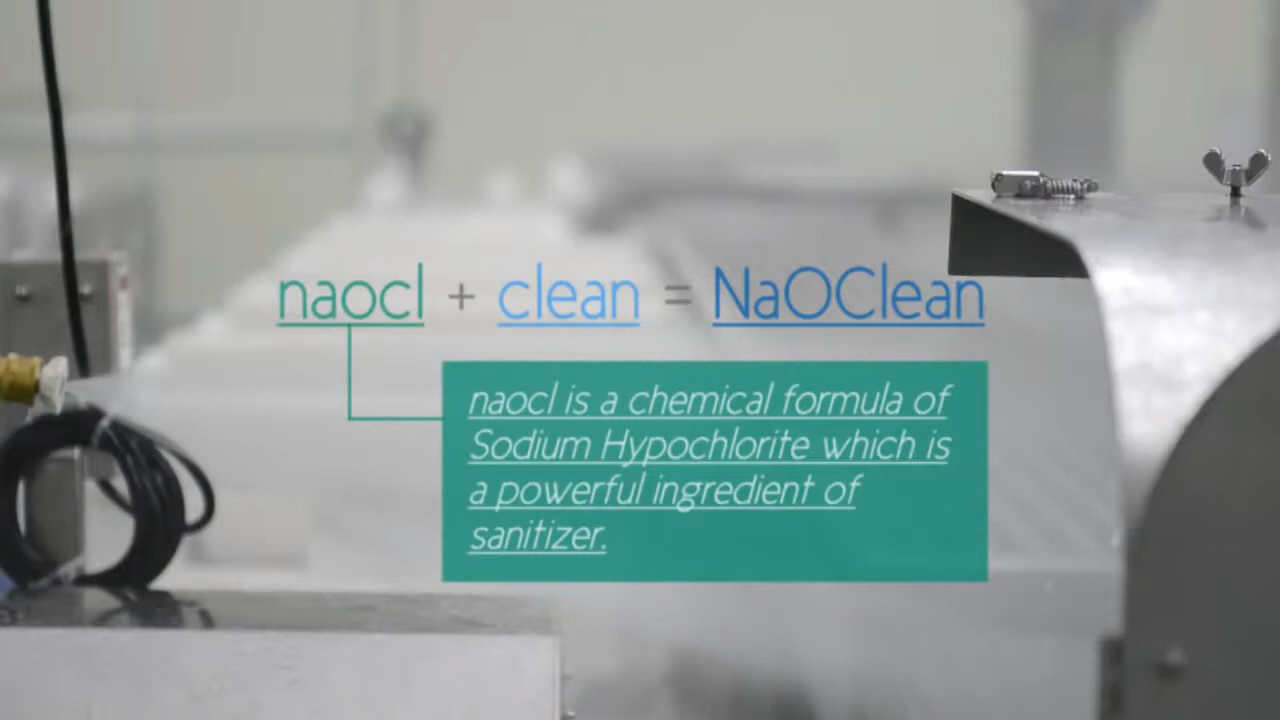 naocl + clean = NaOClean
naocl is a chemical formula of
Sodium Hypochlorite which is
a powerful ingredient of
sanitizer.